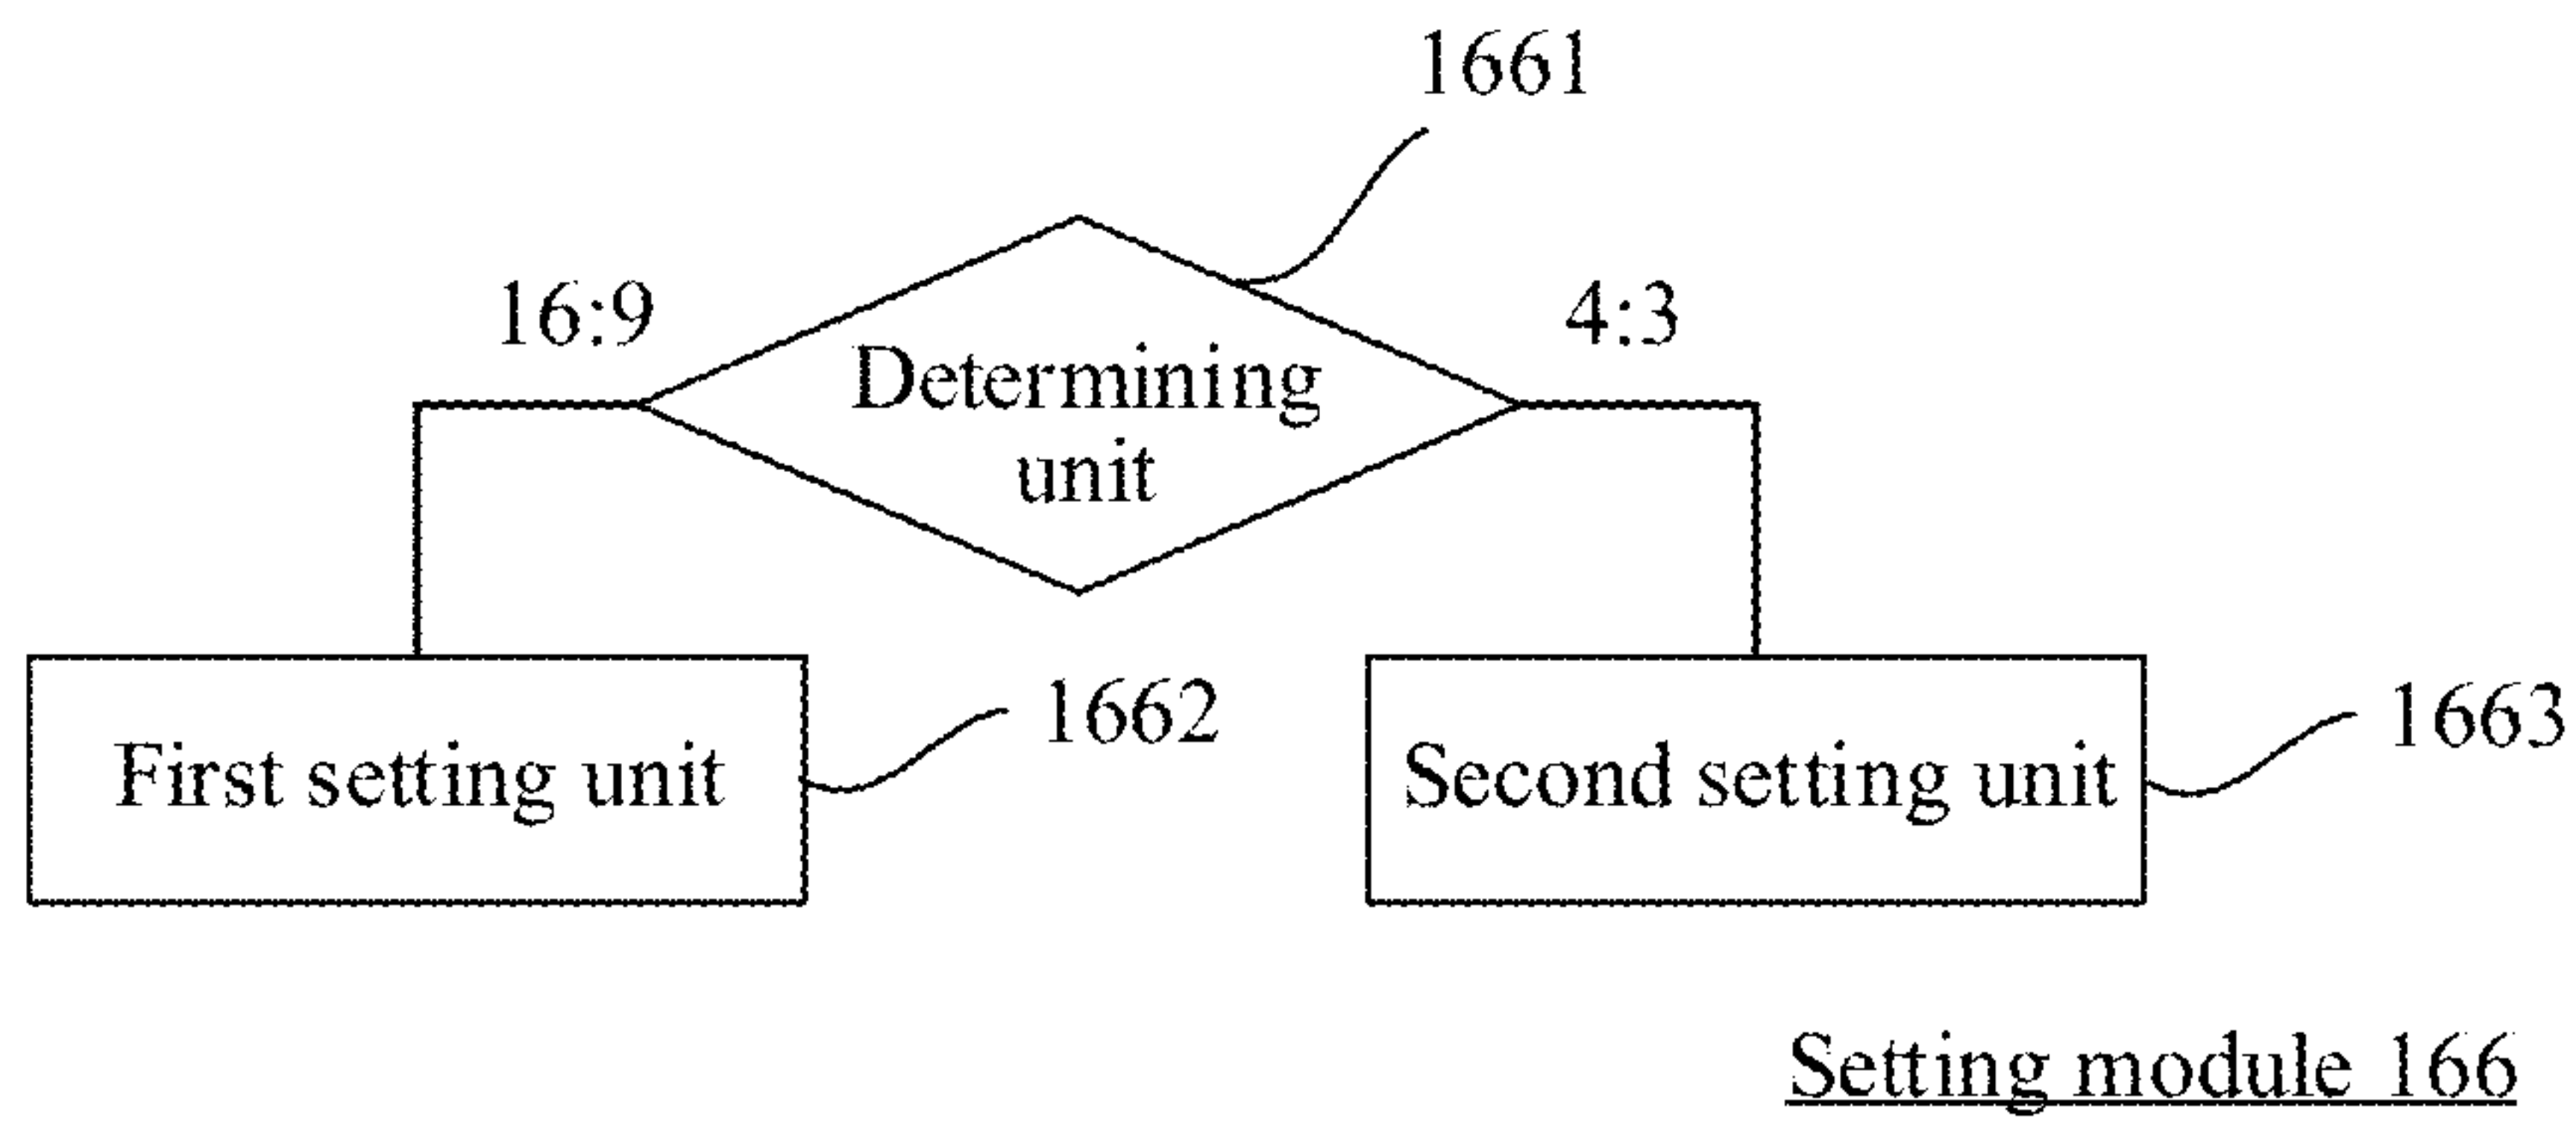 1661
16:9
4:3
Determining
unit
1662
1663
First setting unit
Second setting unit
Setting module 166